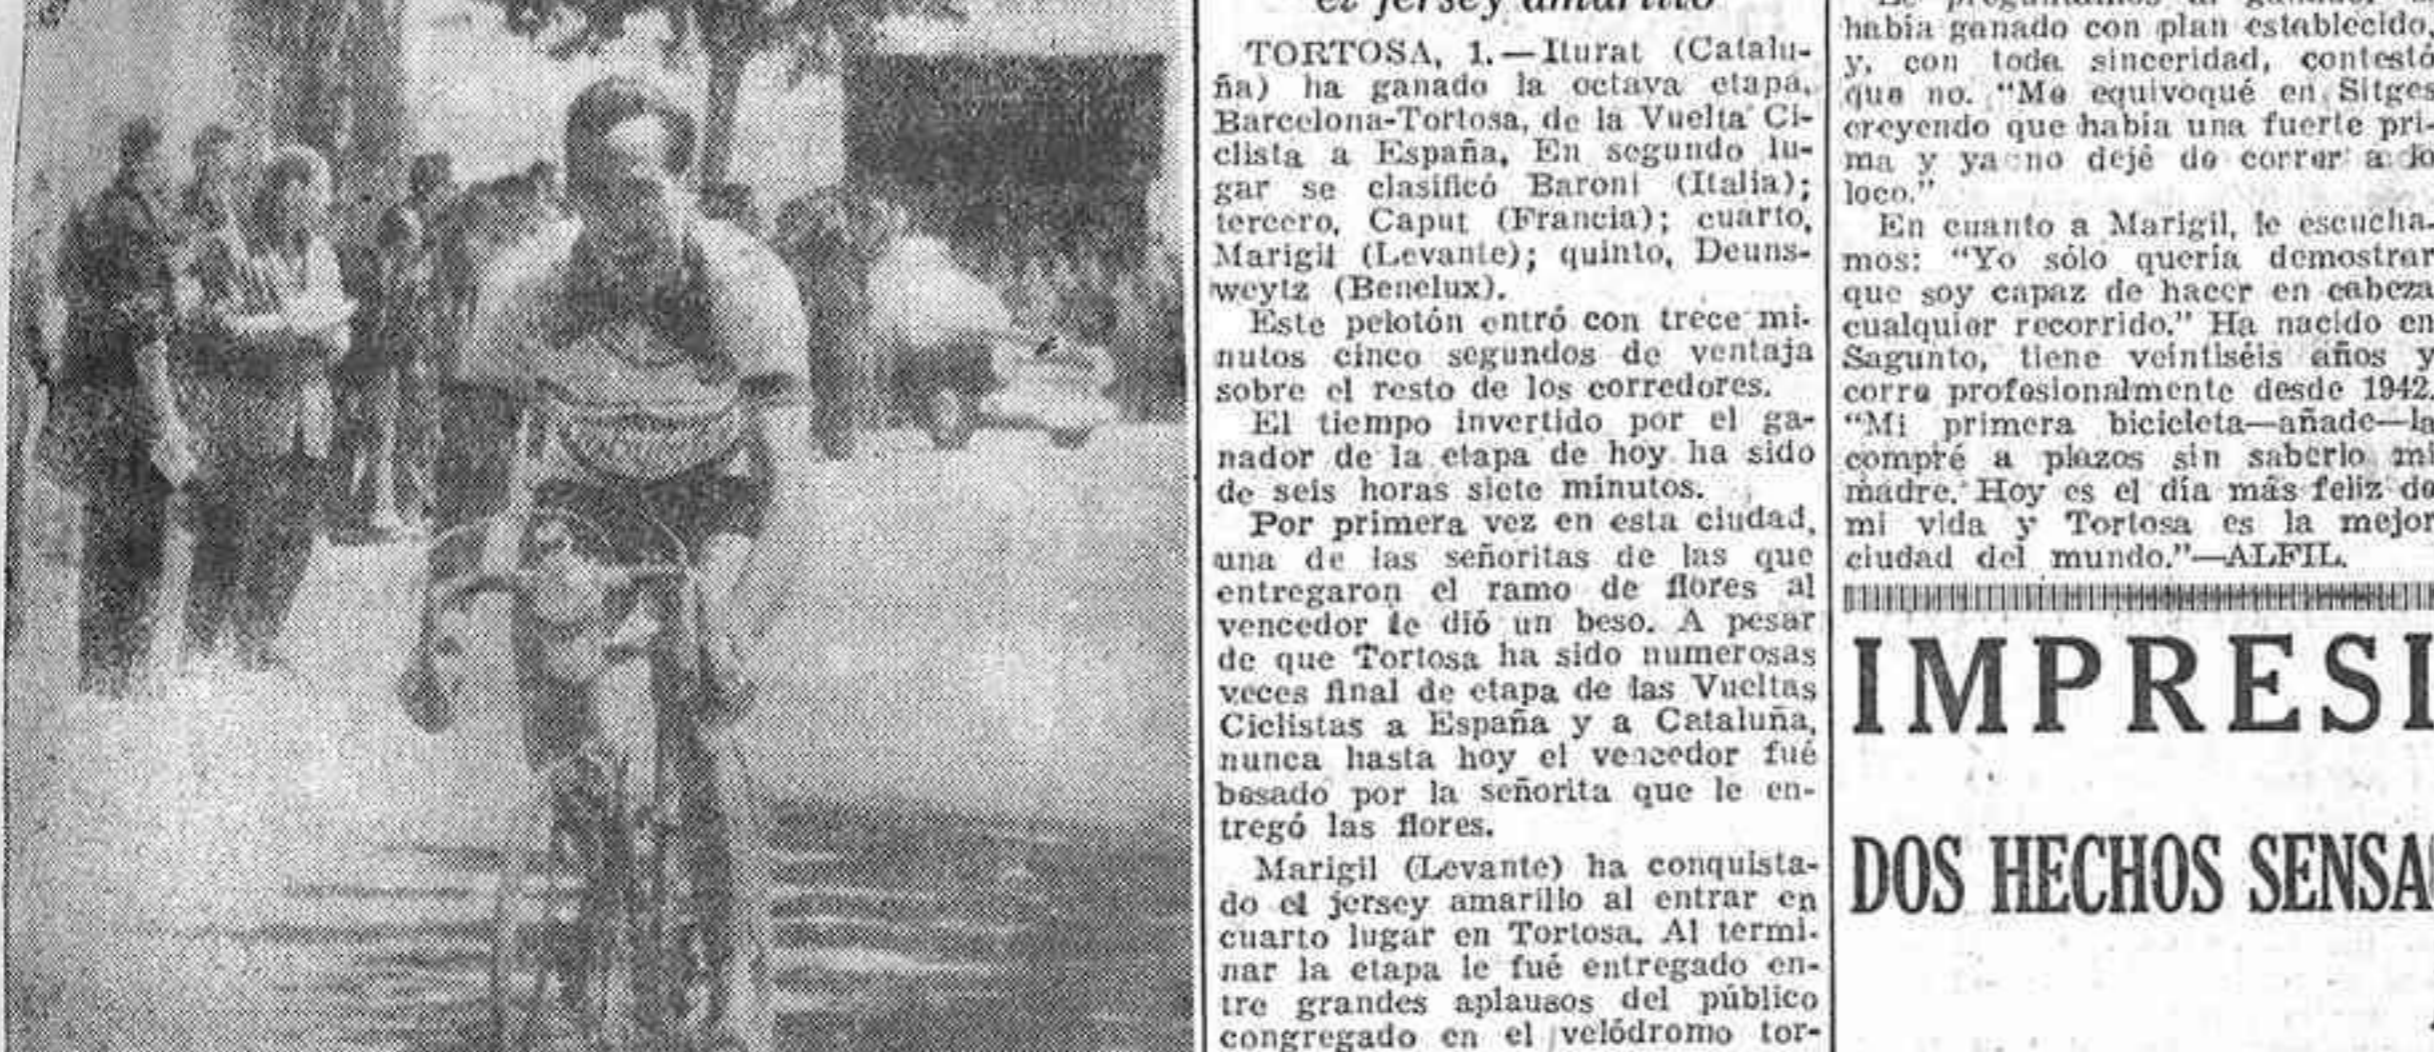 el jersey amarillo
TORTOSA, 1.—Iturat (Catalu-
ña) ha ganado la octava etapa,
Barcelona-Tortosa, de la Vuelta Ci-
clista a España. En segundo lu-
gar se clasificó Baroni (Italia);
tercero, Caput (Francia); cuarto,
Marigil (Levante); quinto, Deuns-
weytz (Benelux).
Este pelotón entró con trece mi-
nutos cinco segundos de ventaja
sobre el resto de los corredores.
El tiempo invertido por el ga-
nador de la etapa de hoy ha sido
de seis horas siete minutos.
Por primera vez en esta ciudad,
una de las señoritas de las que
entregaron el ramo de flores al
vencedor le dió un beso. A pesar
de que Tortosa ha sido numerosas
veces final de etapa de las Vueltas
Ciclistas a España y a Cataluña,
nunca hasta hoy el vencedor fué
besado por la señorita que le en-
tregó las flores.
Marigil (Levante) ha conquista-
do el jersey amarillo al entrar en
cuarto lugar en Tortosa. Al termi-
nar la etapa le fué entregado en-
tre grandes aplausos del público
congregado en el velódromo tor-
Le preguntamos al ganador
había ganado con plan establecido,
y, con toda sinceridad, contestó
que no. "Me equivoqué en Sitges
creyendo que había una fuerte pri-
ma y ya no dejé de correr a lo
loco."
En cuanto a Marigil, le escucha-
mos: "Yo sólo quería demostrar
que soy capaz de hacer en cabeza
cualquier recorrido." Ha nacido en
Sagunto, tiene veintiséis años y
corre profesionalmente desde 1942.
"Mi primera bicicleta—añade—la
compré a plazos sin saberlo mi
madre. Hoy es el día más feliz de
mi vida y Tortosa es la mejor
ciudad del mundo."—ALFIL.
IMPRESI
DOS HECHOS SENSA